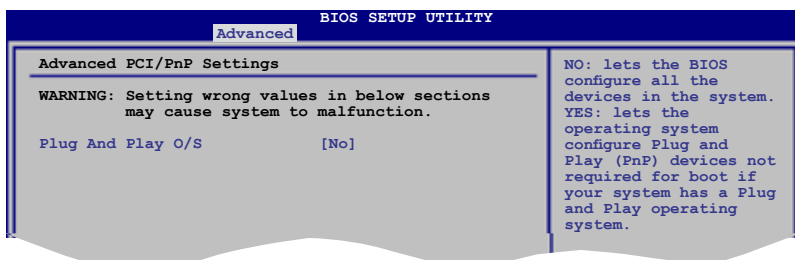 BIOS SETUP UTILITY
Advanced
Advanced PCI/PnP Settings
WARNING: Setting wrong values in below sections
may cause system to malfunction.
Plug And Play O/S [No]
NO: lets the BIOS
configure all the
devices in the system.
YES: lets the
operating system
configure Plug and
Play (PnP) devices not
required for boot if
your system has a Plug
and Play operating
system.